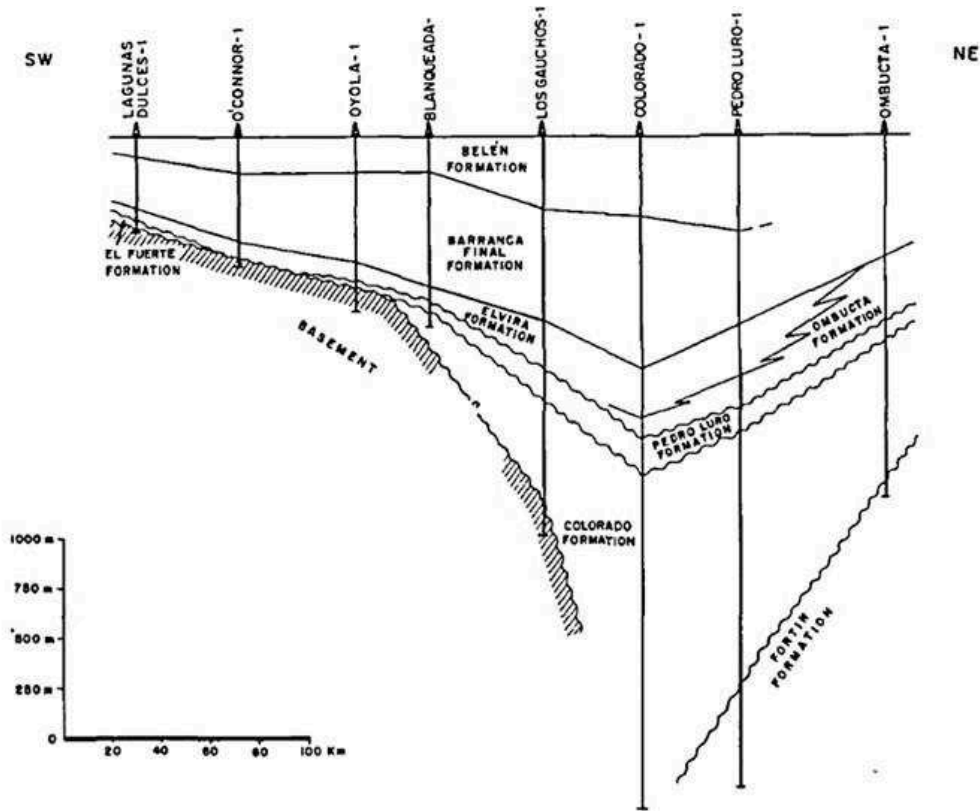 SW
LAGUNAS
DULCES-1
O'CONNOR-1
OYOLA-1
BLANQUEADA-
LOS GAUCHOS-1
COLORADO-1
PEDRO LURO-1
OMBUCTA-1
NE
BELÉN
FORMATION
BARRANCA
FINAL
FORMATION
EL FUERTE
FORMATION
ELVIRA
FORMATION
OMBUCTA
FORMATION
BASEMENT
PEDRO LURO
FORMATION
COLORADO
FORMATION
FORTIN
FORMATION
1000 m
750 m
500 m
250 m
0
20
40
60
80
100 Km